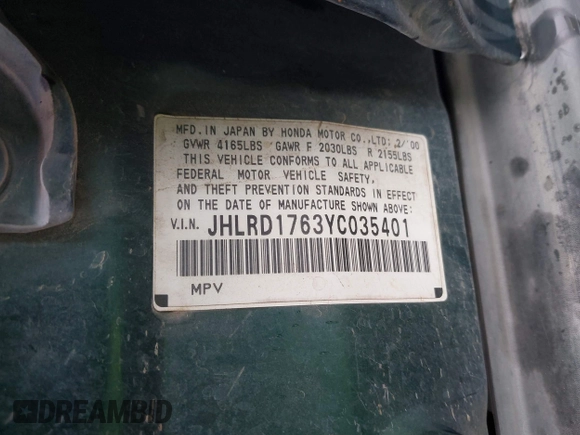 MFD. IN JAPAN BY HONDA MOTOR CO.,LTD: 2/'00
GVWR 4165LBS GAWR F 2030LBS R 2155LBS
THIS VEHICLE CONFORMS TO ALL APPLICABLE
FEDERAL MOTOR VEHICLE SAFETY,
AND THEFT PREVENTION STANDARDS IN EFFECT
ON THE DATE OF MANUFACTURE SHOWN ABOVE:
V.I.N. JHLRD1763YC035401
MPV
DREAMBID